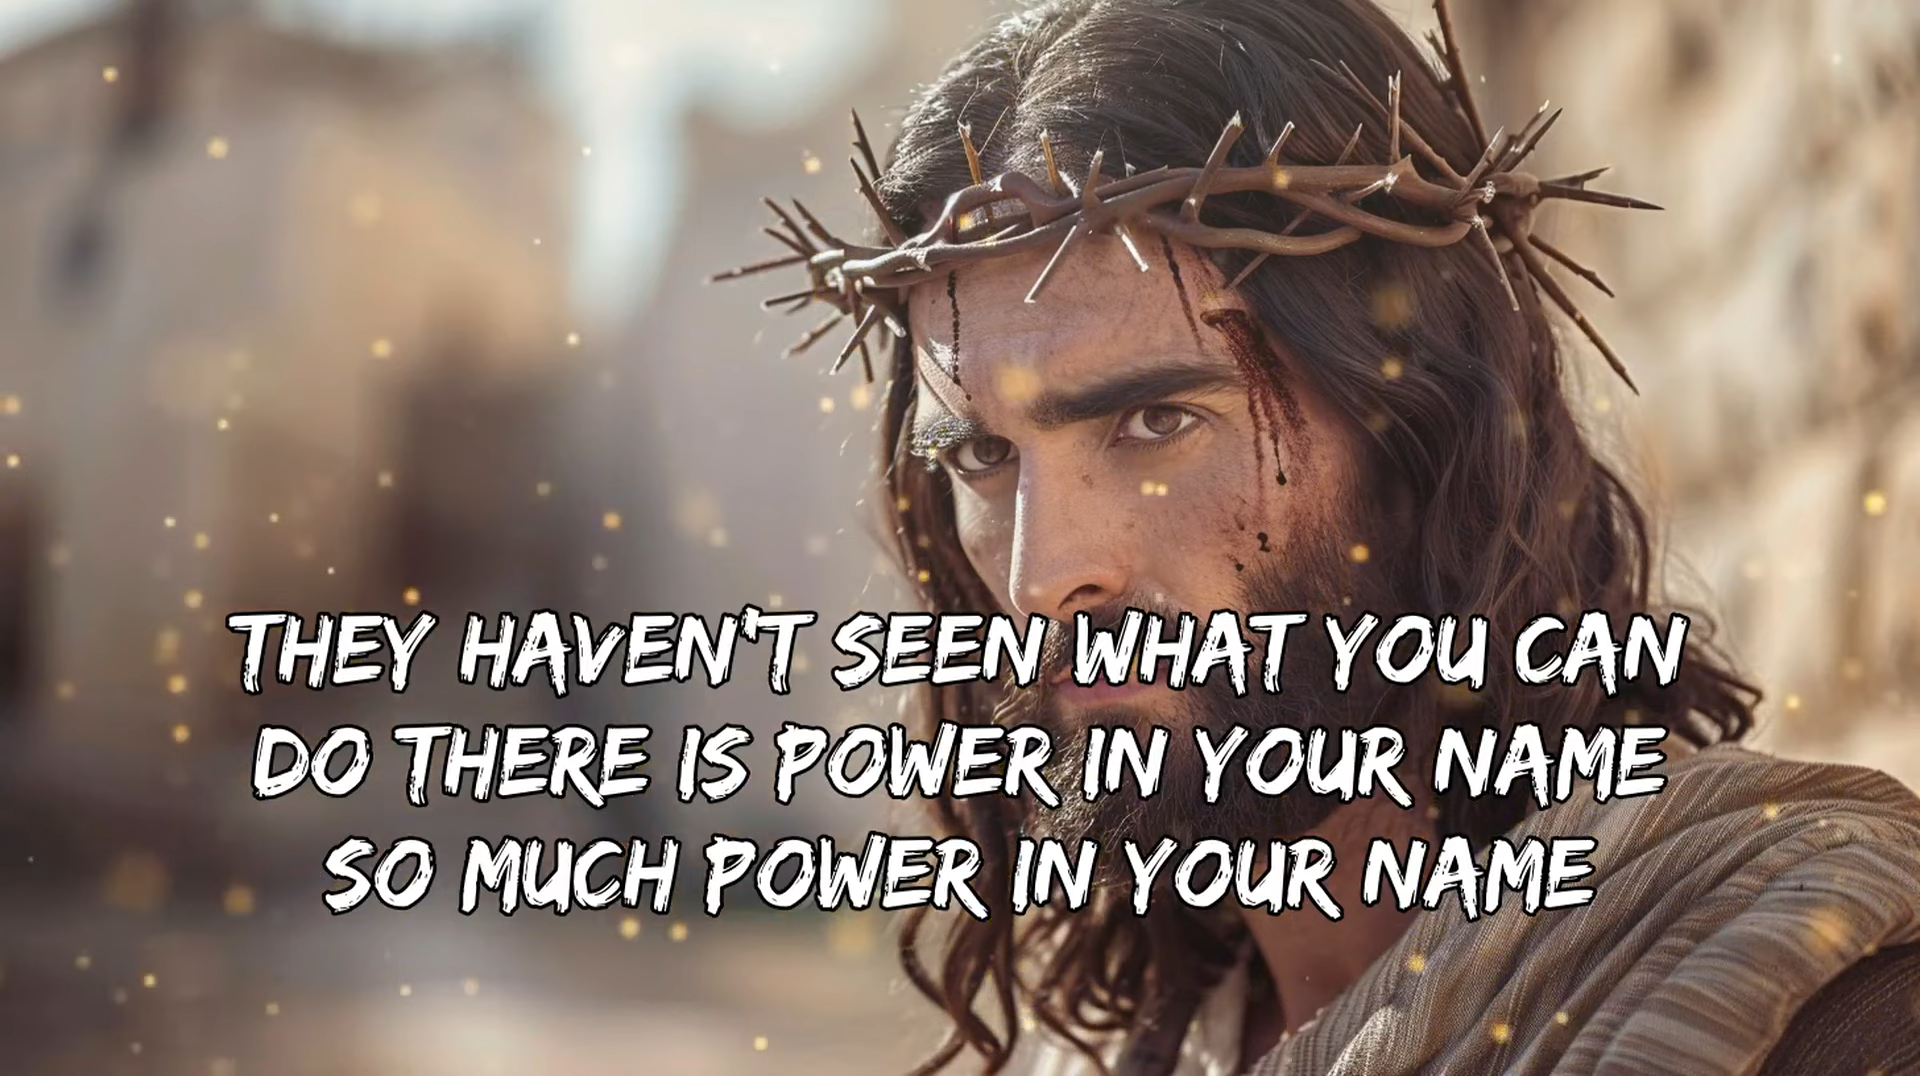 THEY HAVEN'T SEEN WHAT YOU CAN
DO THERE IS POWER IN YOUR NAME
SO MUCH POWER IN YOUR NAME